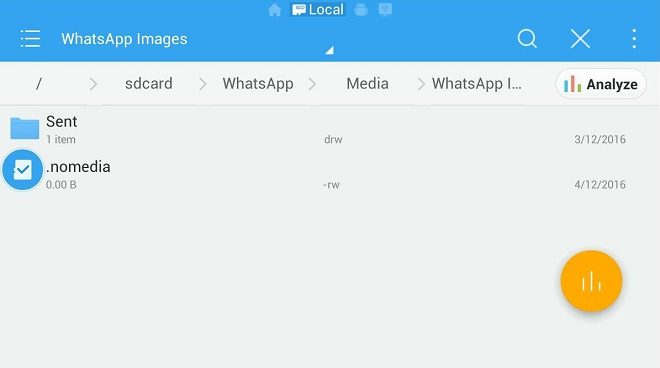 Local
WhatsApp Images
/ sdcard WhatsApp Media WhatsApp I... Analyze
Sent
1 item drw 3/12/2016
.nomedia
0.00 B -rw 4/12/2016